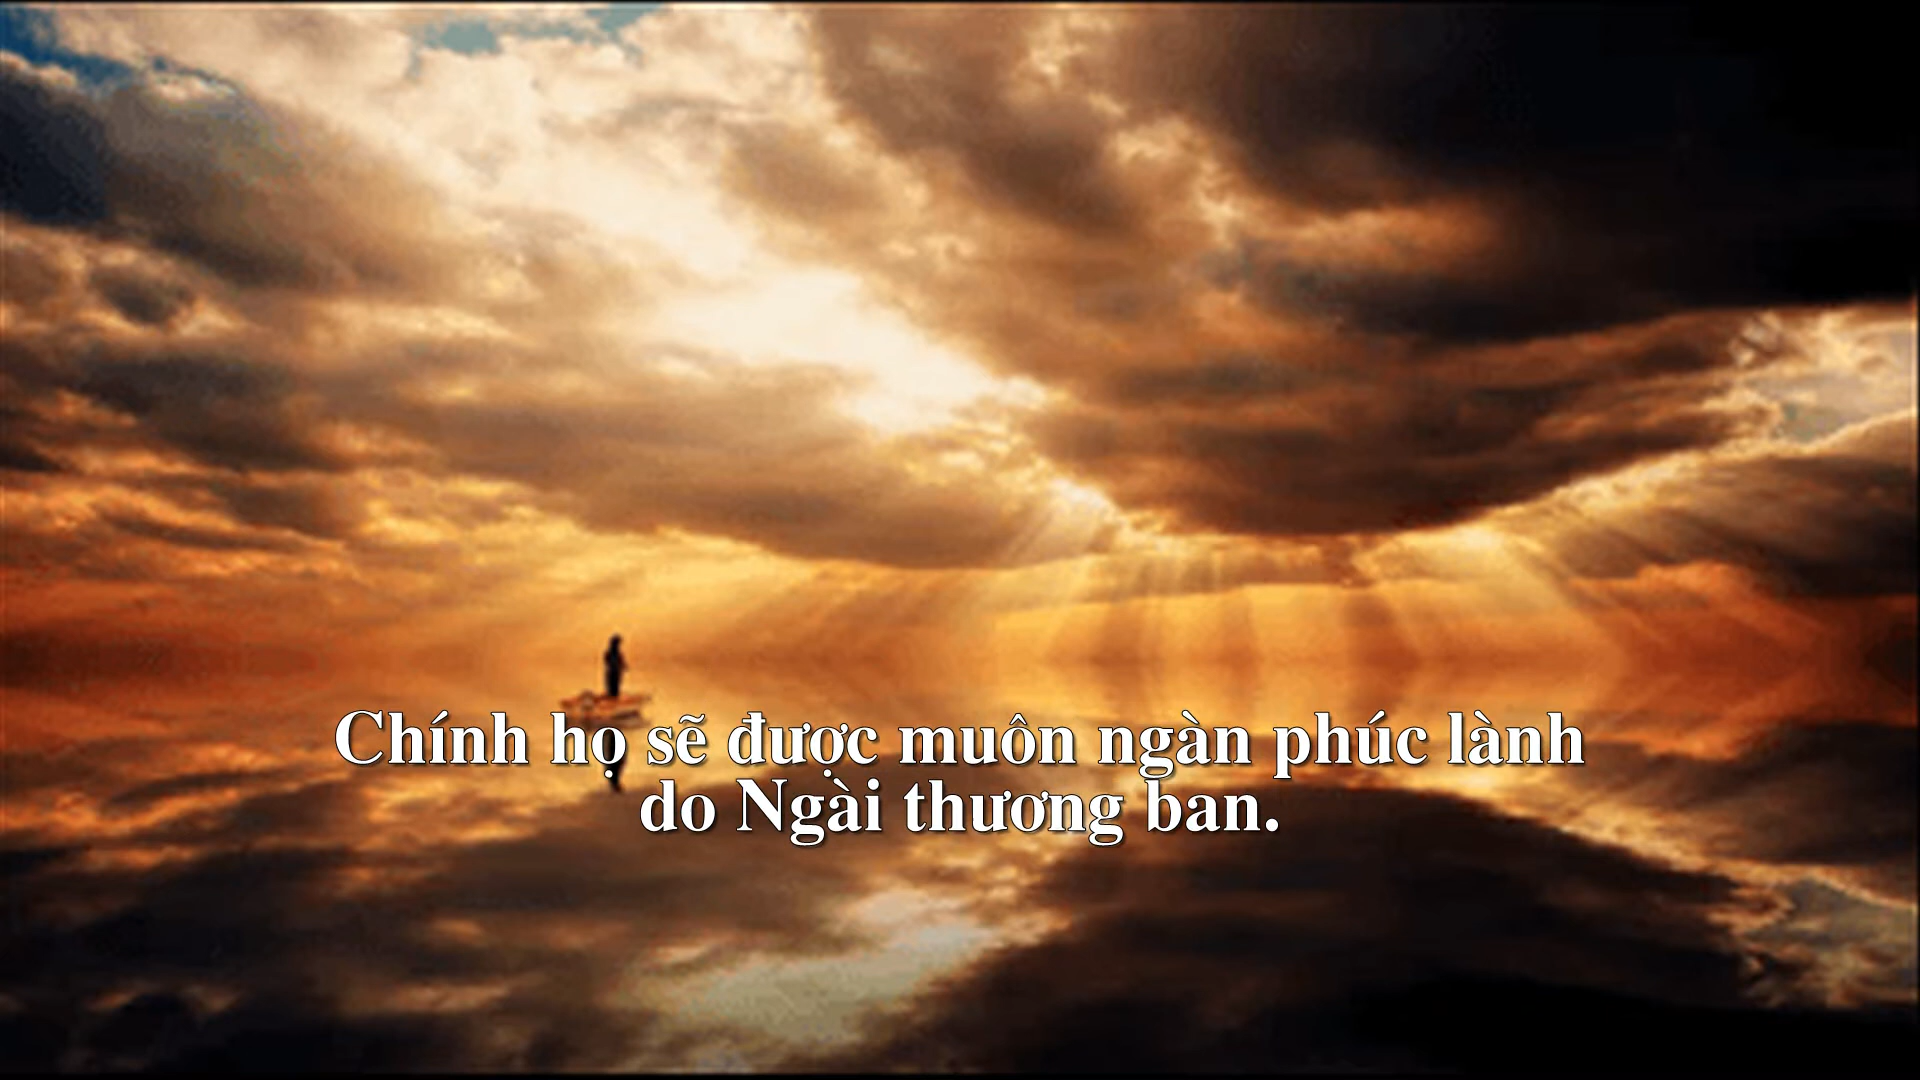 Chính họ sẽ được muôn ngàn phúc lành
do Ngài thương ban.